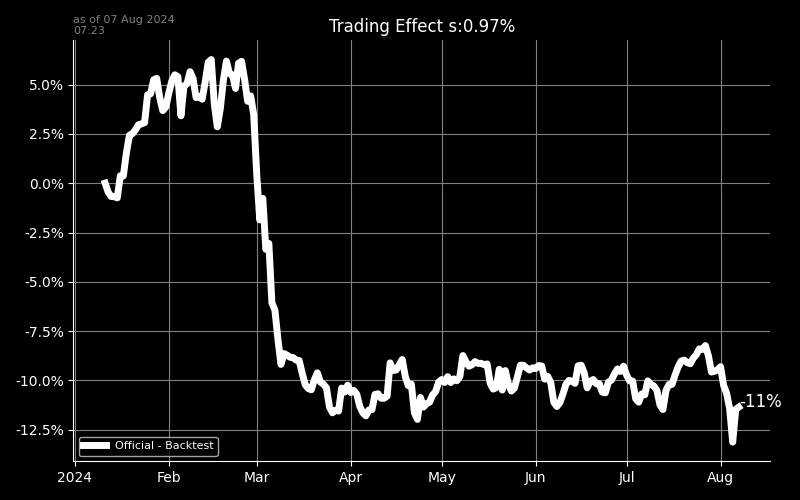 as of 07 Aug 2024
07:23
Trading Effect s:0.97%
5.0%
2.5%
0.0%
-2.5%
-5.0%
-7.5%
-10.0%
-12.5%
-11%
Official - Backtest
2024 Feb Mar Apr May Jun Jul Aug